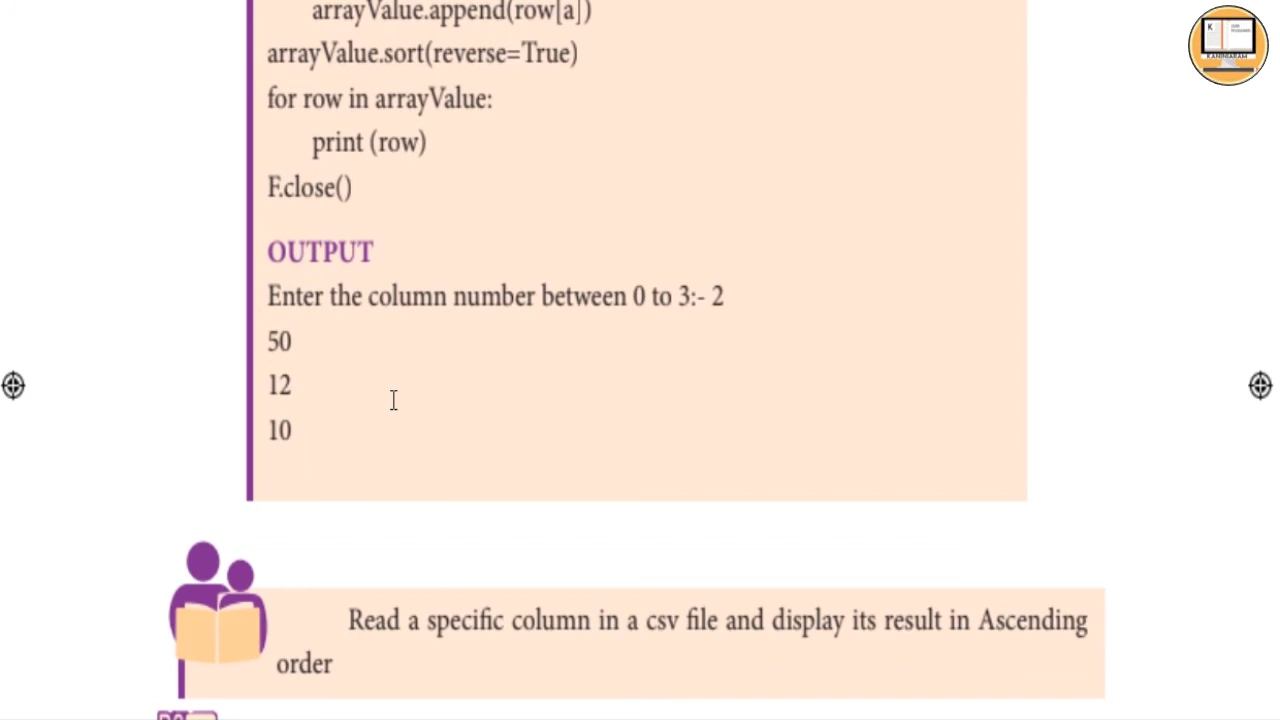 arrayValue.append(row[a])
arrayValue.sort(reverse=True)
for row in arrayValue:
print (row)
F.close()
OUTPUT
Enter the column number between 0 to 3:- 2
50
12
10
Read a specific column in a csv file and display its result in Ascending
order